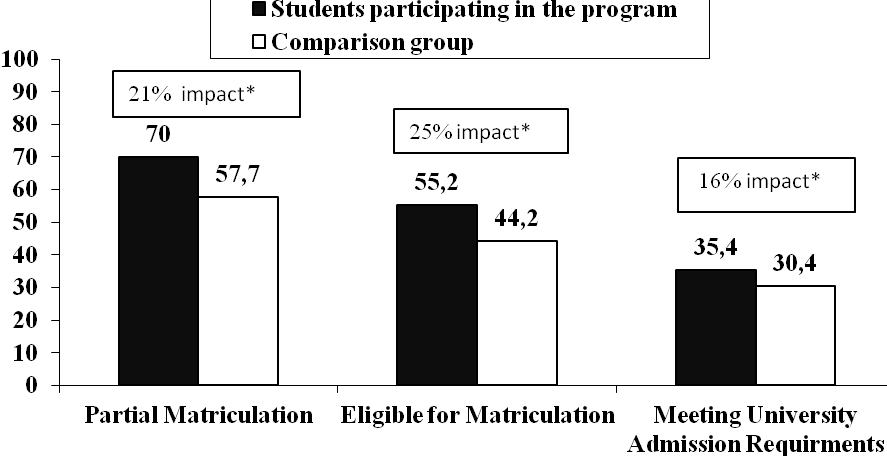 Students participating in the program
Comparison group
100
90
80
70
60
50
40
30
20
10
0
21% impact*
70
57,7
25% impact*
55,2
44,2
16% impact*
35,4
30,4
Partial Matriculation
Eligible for Matriculation
Meeting University
Admission Requirments